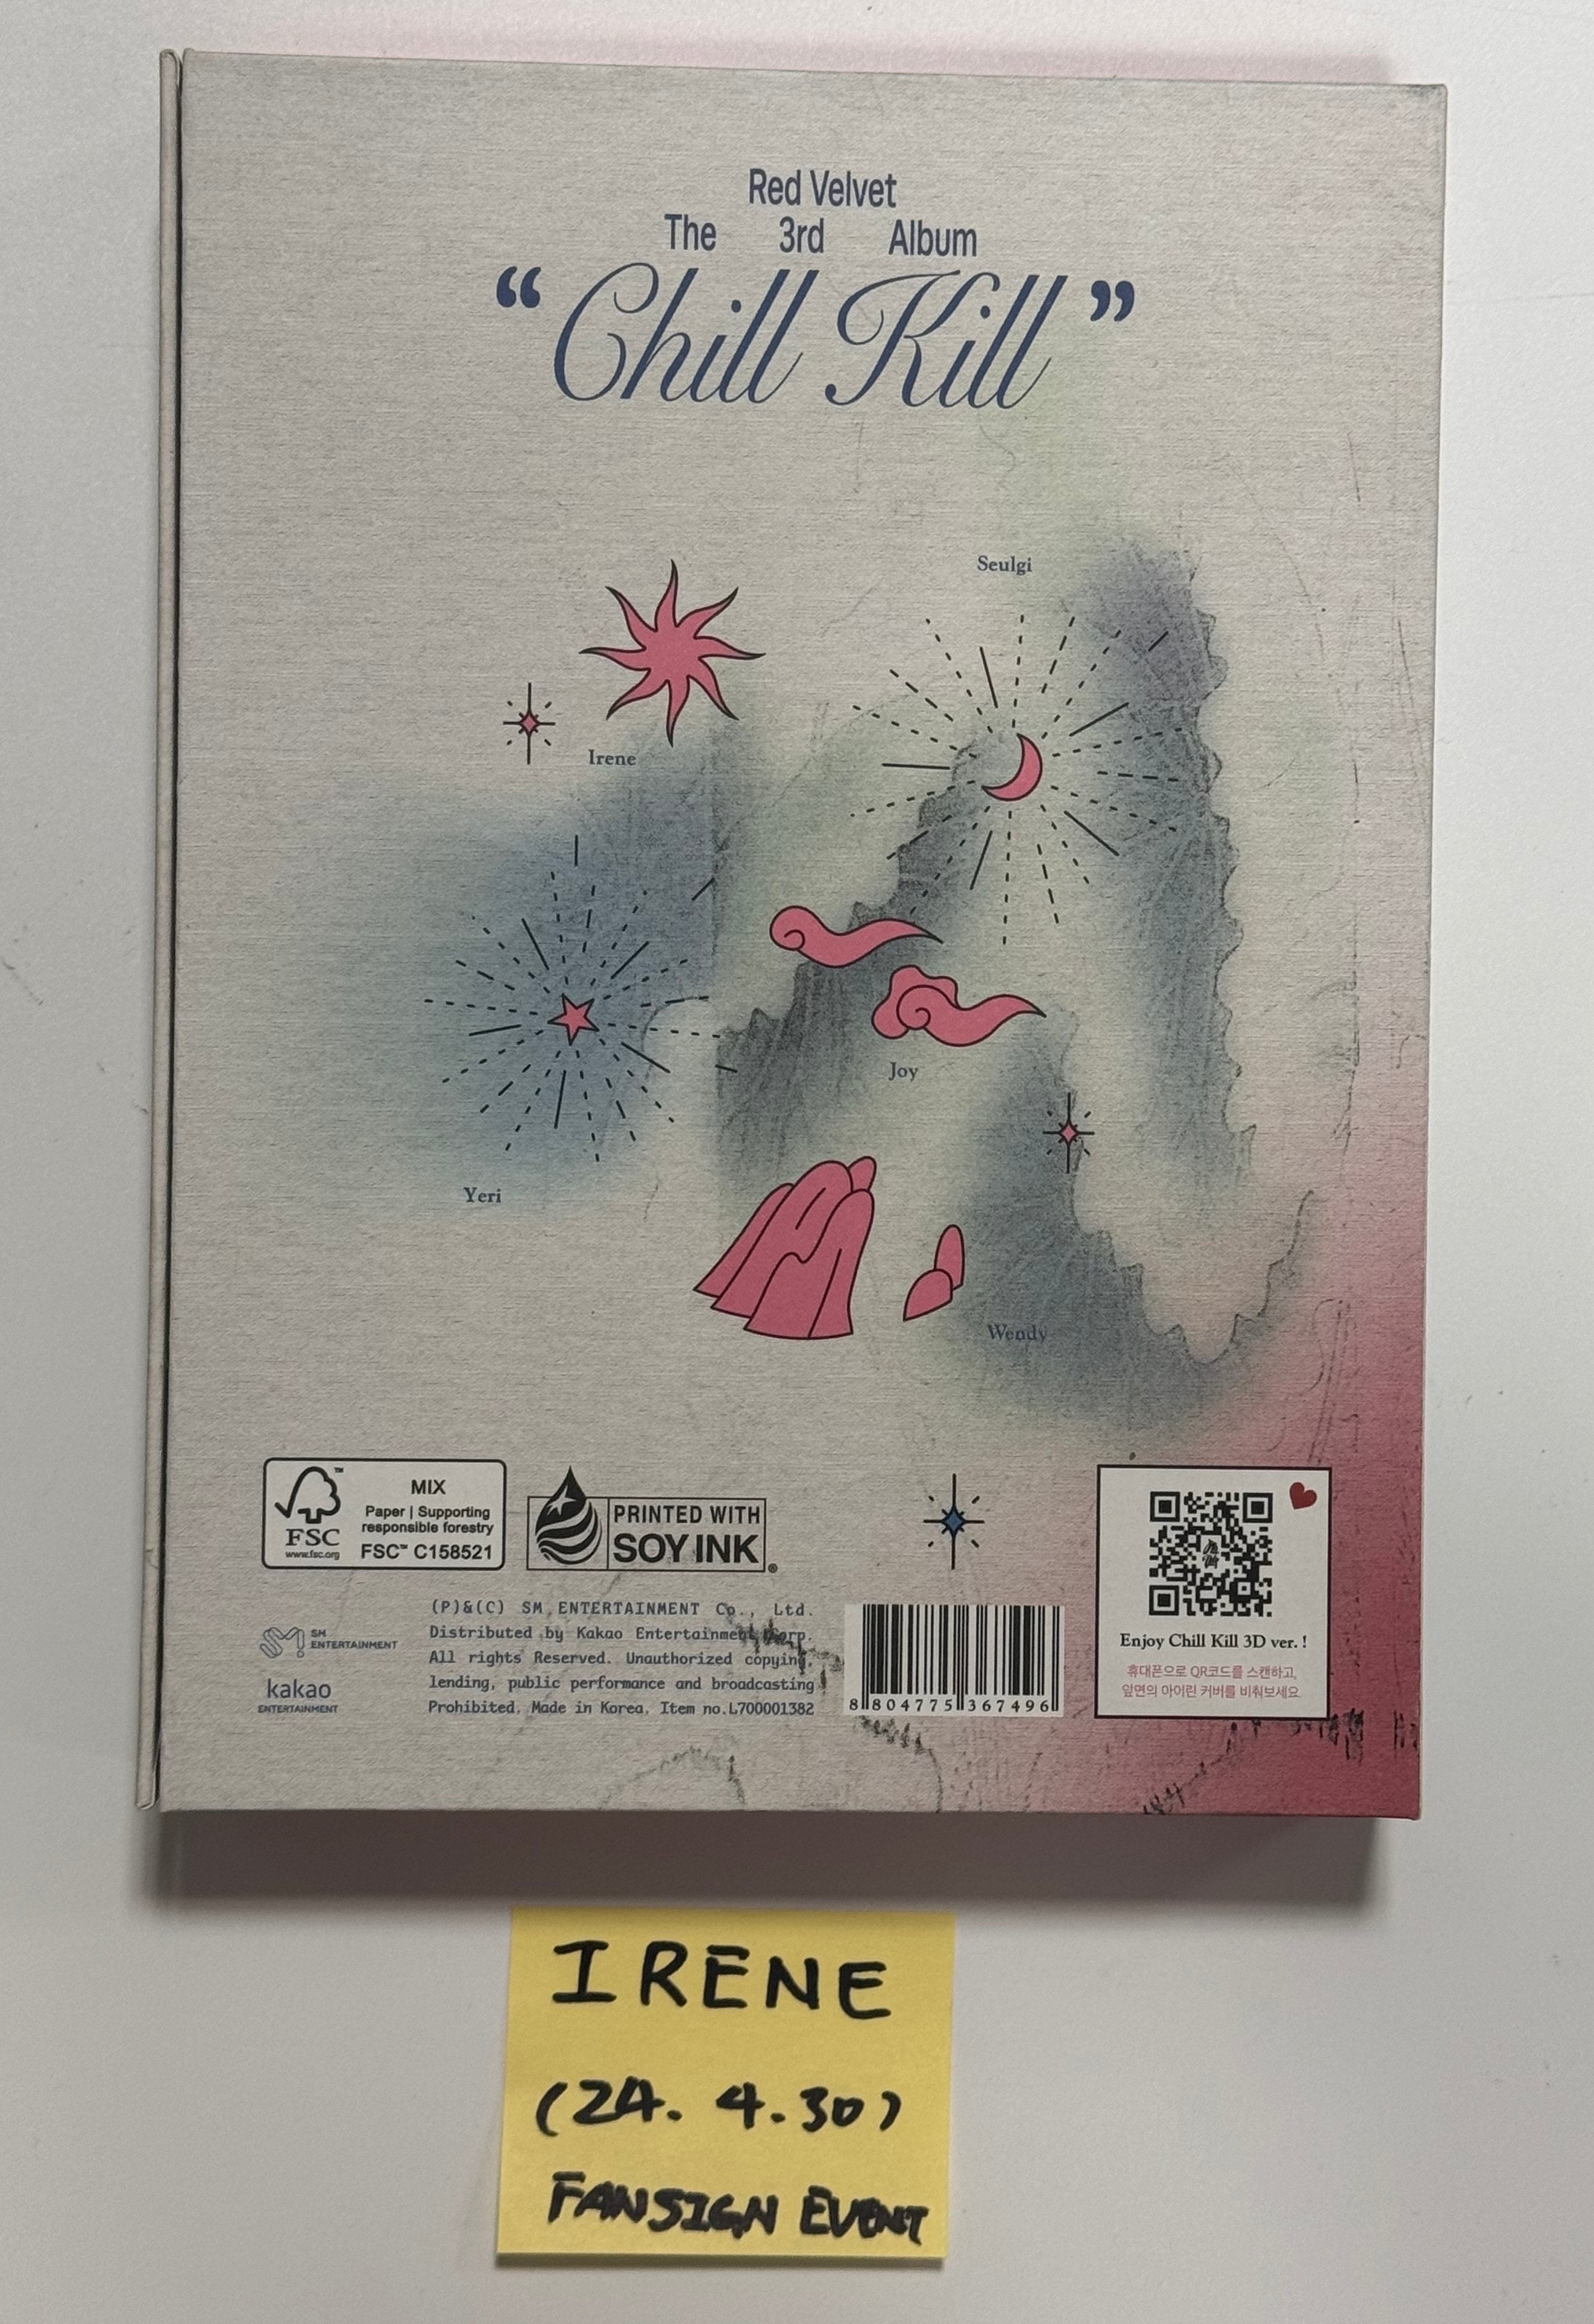 Red Velvet
The 3rd Album
“Chill Kill”
Seulgi
Irene
Joy
Yeri
Wendy
FSC
™
www.fsc.org
MIX
Paper | Supporting
responsible forestry
FSC™ C158521
PRINTED WITH
SOY INK
®
SM
ENTERTAINMENT
kakao
ENTERTAINMENT
(P)&(C) SM ENTERTAINMENT Co., Ltd.
Distributed by Kakao Entertainment Corp.
All rights Reserved. Unauthorized copying,
lending, public performance and broadcasting
Prohibited. Made in Korea. Item no.L700001382
8 804775 367496
Enjoy Chill Kill 3D ver. !
휴대폰으로 QR코드를 스캔하고,
앞면의 아이린 커버를 비춰보세요.
IRENE
(24. 4.30)
FANSIGN EVENT